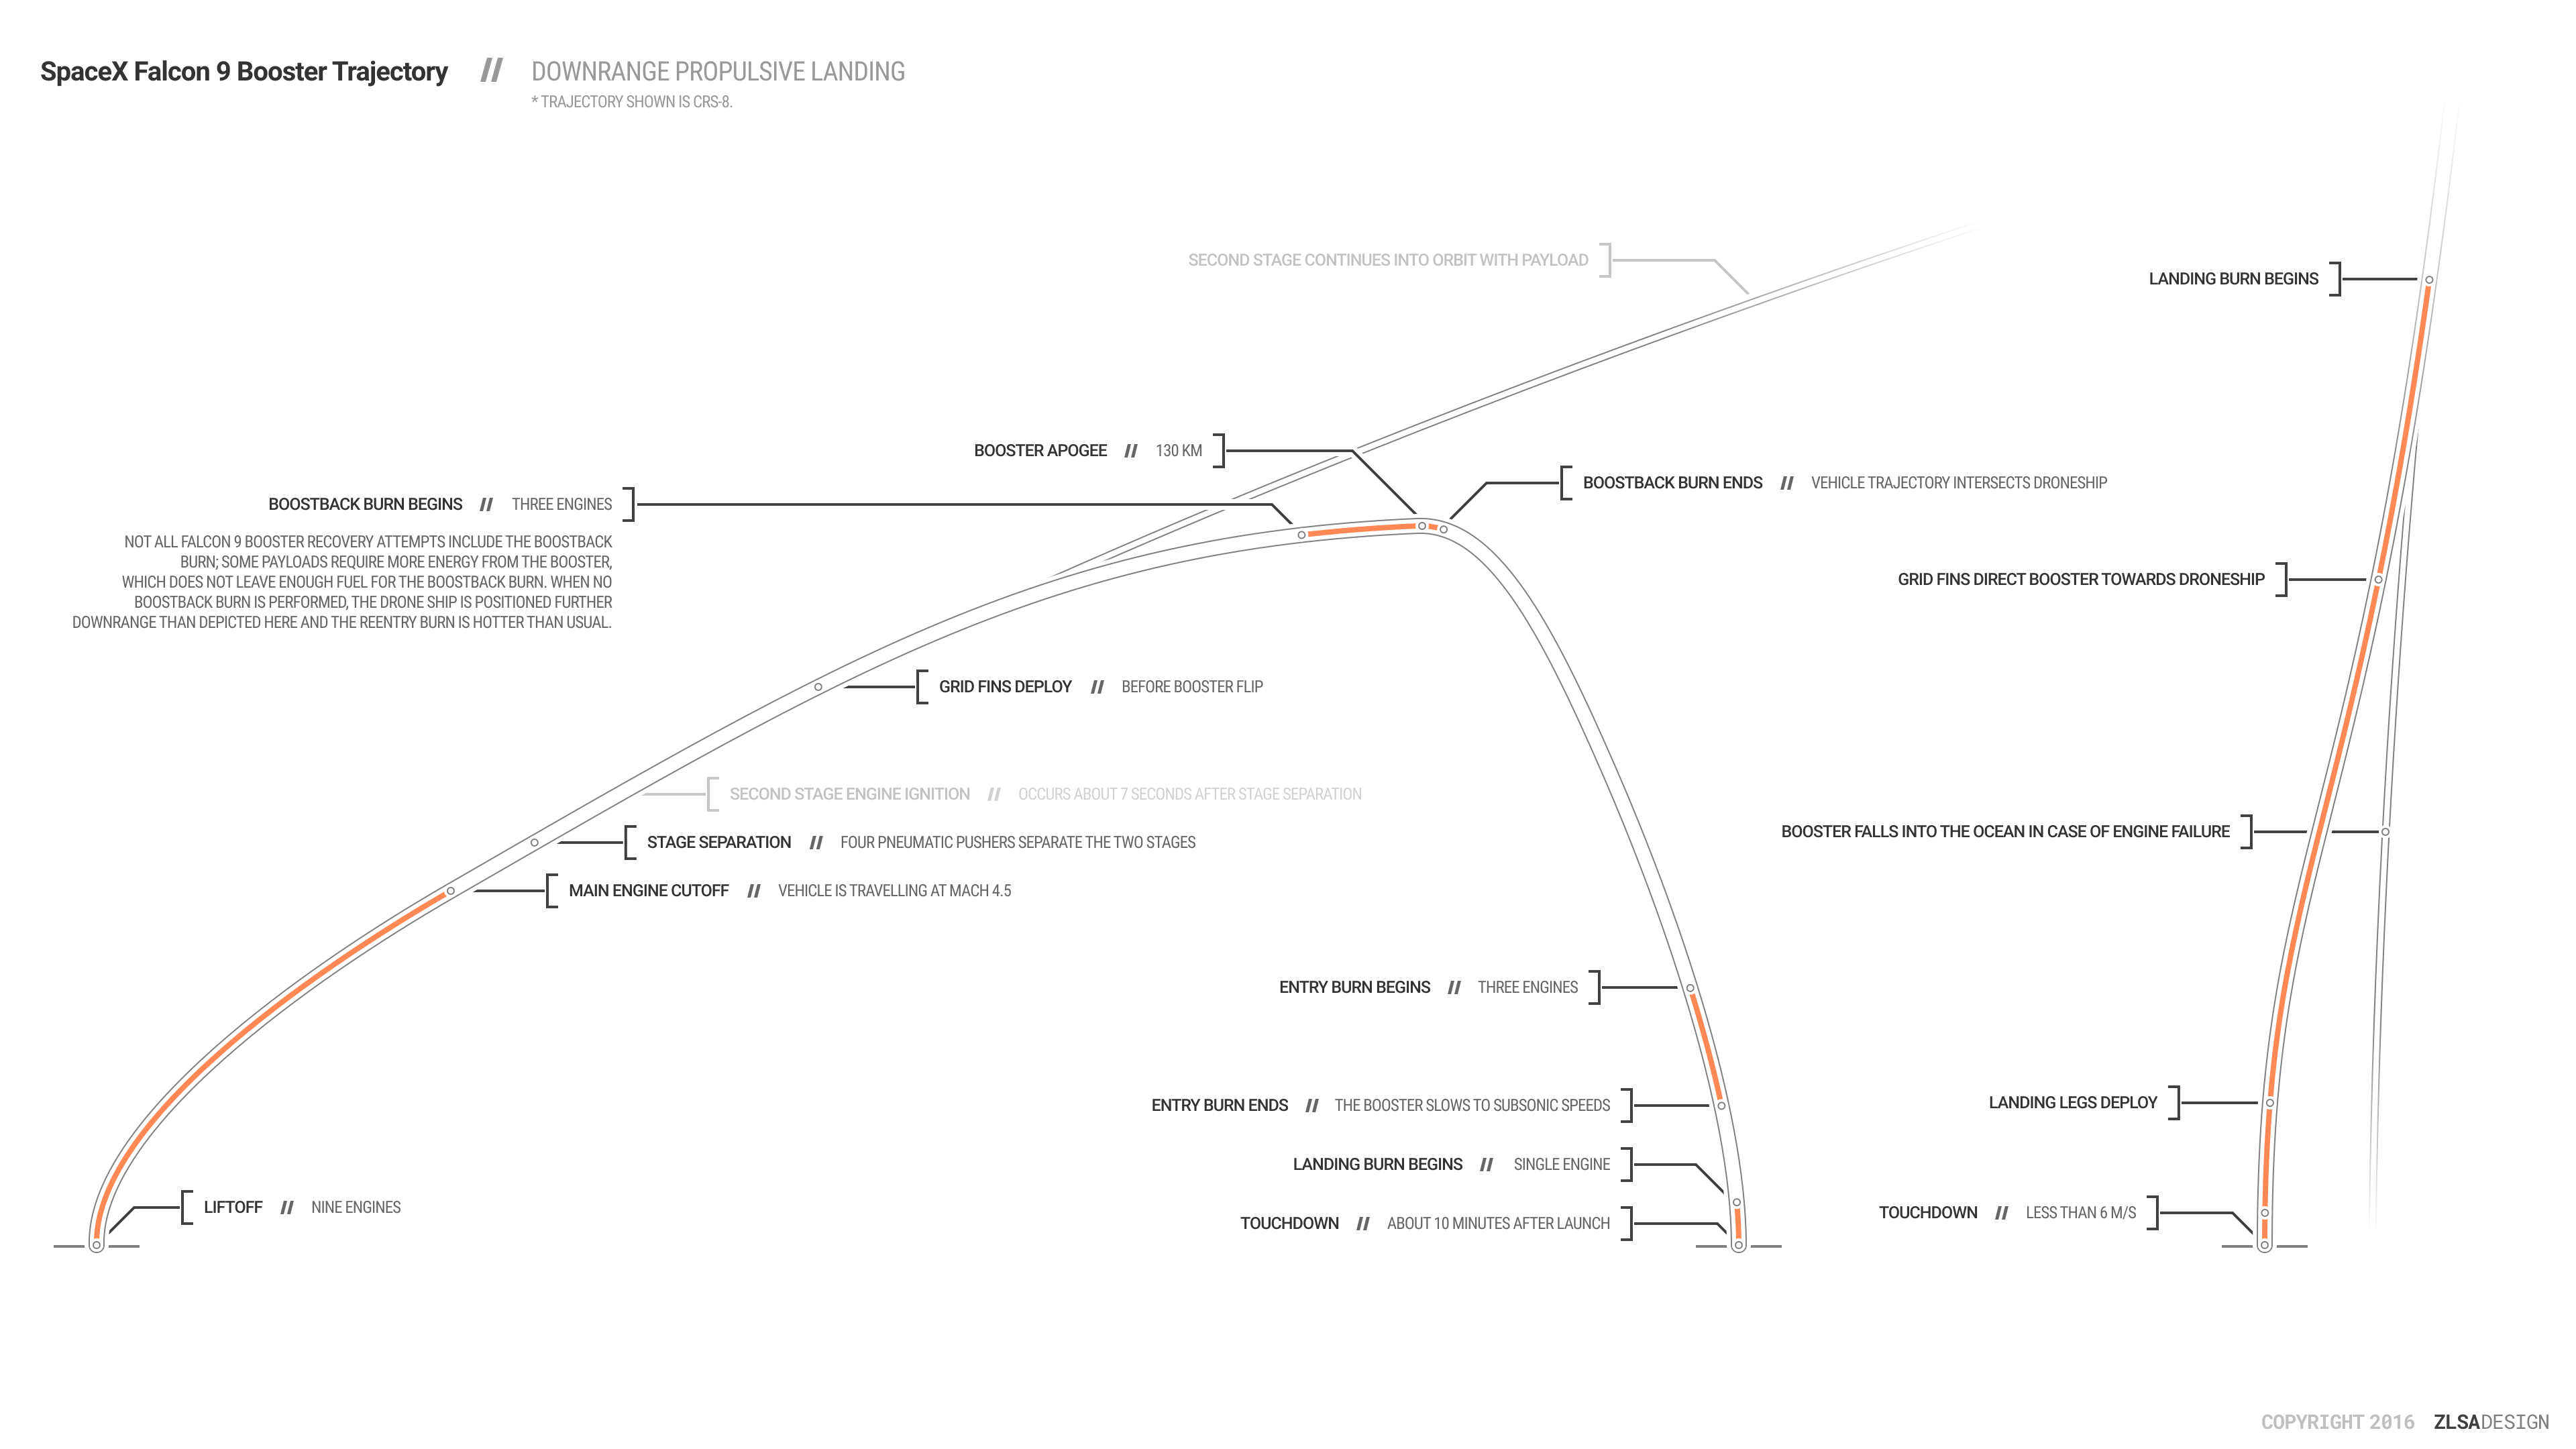 SpaceX Falcon 9 Booster Trajectory // DOWNRANGE PROPULSIVE LANDING
* TRAJECTORY SHOWN IS CRS-8.
SECOND STAGE CONTINUES INTO ORBIT WITH PAYLOAD
LANDING BURN BEGINS
BOOSTER APOGEE // 130 KM
BOOSTBACK BURN ENDS // VEHICLE TRAJECTORY INTERSECTS DRONESHIP
BOOSTBACK BURN BEGINS // THREE ENGINES
NOT ALL FALCON 9 BOOSTER RECOVERY ATTEMPTS INCLUDE THE BOOSTBACK
BURN; SOME PAYLOADS REQUIRE MORE ENERGY FROM THE BOOSTER,
WHICH DOES NOT LEAVE ENOUGH FUEL FOR THE BOOSTBACK BURN. WHEN NO
BOOSTBACK BURN IS PERFORMED, THE DRONE SHIP IS POSITIONED FURTHER
DOWNRANGE THAN DEPICTED HERE AND THE REENTRY BURN IS HOTTER THAN USUAL.
GRID FINS DIRECT BOOSTER TOWARDS DRONESHIP
GRID FINS DEPLOY // BEFORE BOOSTER FLIP
SECOND STAGE ENGINE IGNITION // OCCURS ABOUT 7 SECONDS AFTER STAGE SEPARATION
BOOSTER FALLS INTO THE OCEAN IN CASE OF ENGINE FAILURE
STAGE SEPARATION // FOUR PNEUMATIC PUSHERS SEPARATE THE TWO STAGES
MAIN ENGINE CUTOFF // VEHICLE IS TRAVELLING AT MACH 4.5
ENTRY BURN BEGINS // THREE ENGINES
ENTRY BURN ENDS // THE BOOSTER SLOWS TO SUBSONIC SPEEDS
LANDING LEGS DEPLOY
LANDING BURN BEGINS // SINGLE ENGINE
LIFTOFF // NINE ENGINES
TOUCHDOWN // ABOUT 10 MINUTES AFTER LAUNCH
TOUCHDOWN // LESS THAN 6 M/S
COPYRIGHT 2016 ZLSADESIGN